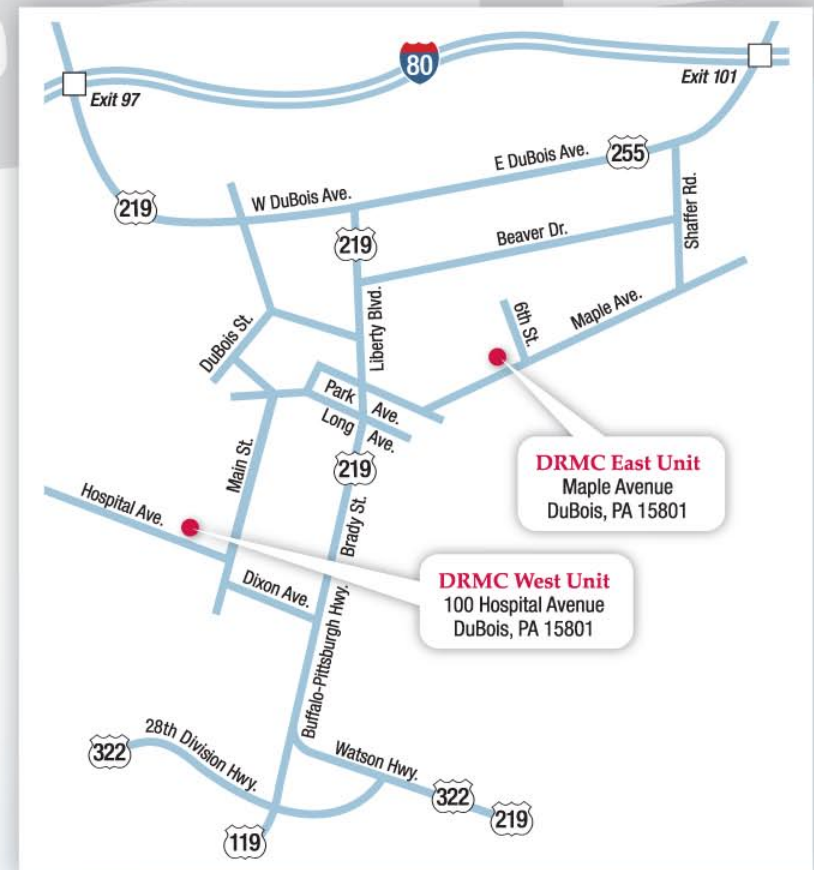 80
Exit 97
Exit 101
E DuBois Ave.
255
W DuBois Ave.
219
219
Beaver Dr.
Shaffer Rd.
Liberty Blvd.
6th St.
Maple Ave.
DuBois St.
Park Ave.
Long Ave.
Main St.
219
Hospital Ave.
Brady St.
DRMC East Unit
Maple Avenue
DuBois, PA 15801
Dixon Ave.
DRMC West Unit
100 Hospital Avenue
DuBois, PA 15801
Buffalo-Pittsburgh Hwy.
28th Division Hwy.
322
Watson Hwy.
322
219
119